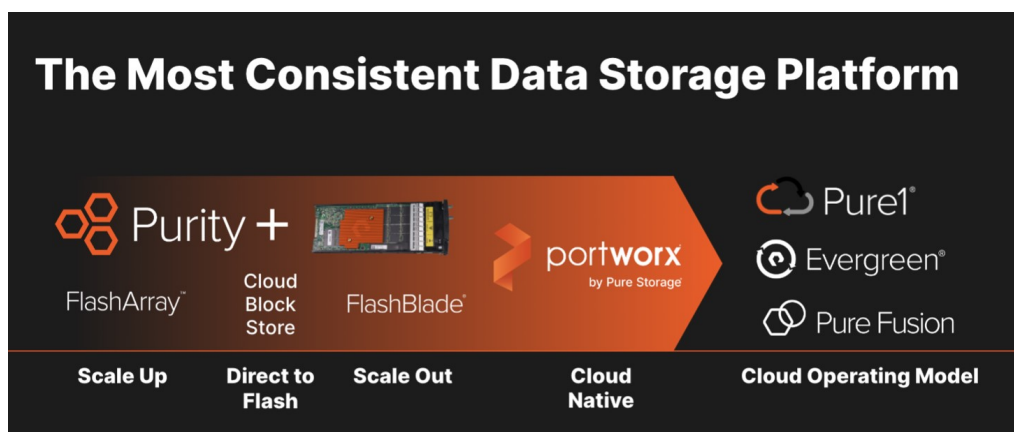 The Most Consistent Data Storage Platform
Purity +
FlashArray™
Cloud
Block
Store
FlashBlade®
portworx®
by Pure Storage®
Pure1®
Evergreen®
Pure Fusion
Scale Up
Direct to
Flash
Scale Out
Cloud
Native
Cloud Operating Model